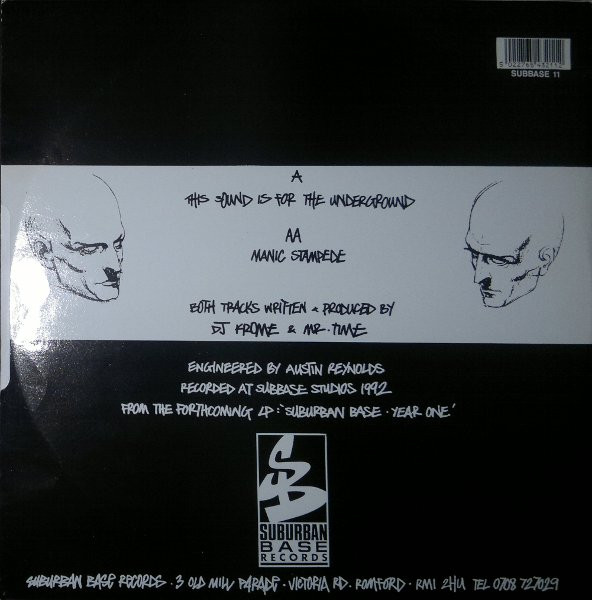 SUBBASE 11
A
THIS SOUND IS FOR THE UNDERGROUND
AA
MANIC STAMPEDE
BOTH TRACKS WRITTEN & PRODUCED BY
DJ KROME & MR·TIME
ENGINEERED BY AUSTIN REYNOLDS
RECORDED AT SUBBASE STUDIOS 1992
FROM THE FORTHCOMING LP: 'SUBURBAN BASE · YEAR ONE'
SB
SUBURBAN
BASE
RECORDS
SUBURBAN BASE RECORDS · 3 OLD MILL PARADE · VICTORIA RD. ROMFORD · RM1 2HU TEL 0708 727029